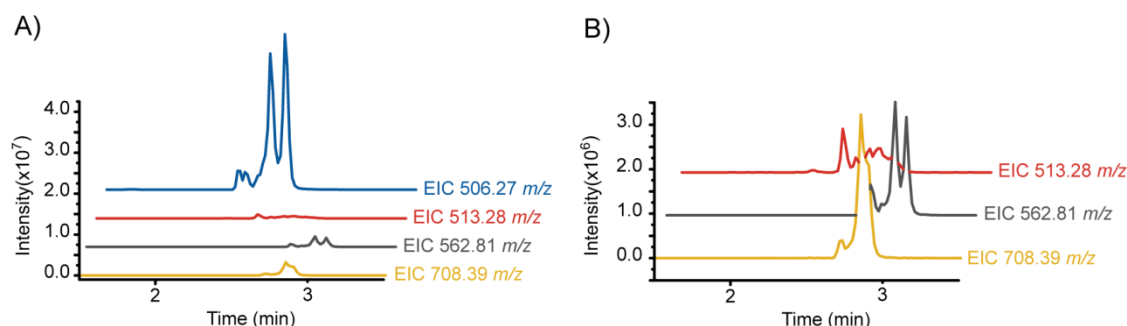 A)
Intensity(x10⁷)
4.0
3.0
2.0
1.0
0.0
EIC 506.27 m/z
EIC 513.28 m/z
EIC 562.81 m/z
EIC 708.39 m/z
2 3
Time (min)
B)
Intensity(x10⁶)
3.0
2.0
1.0
0.0
EIC 513.28 m/z
EIC 562.81 m/z
EIC 708.39 m/z
2 3
Time (min)